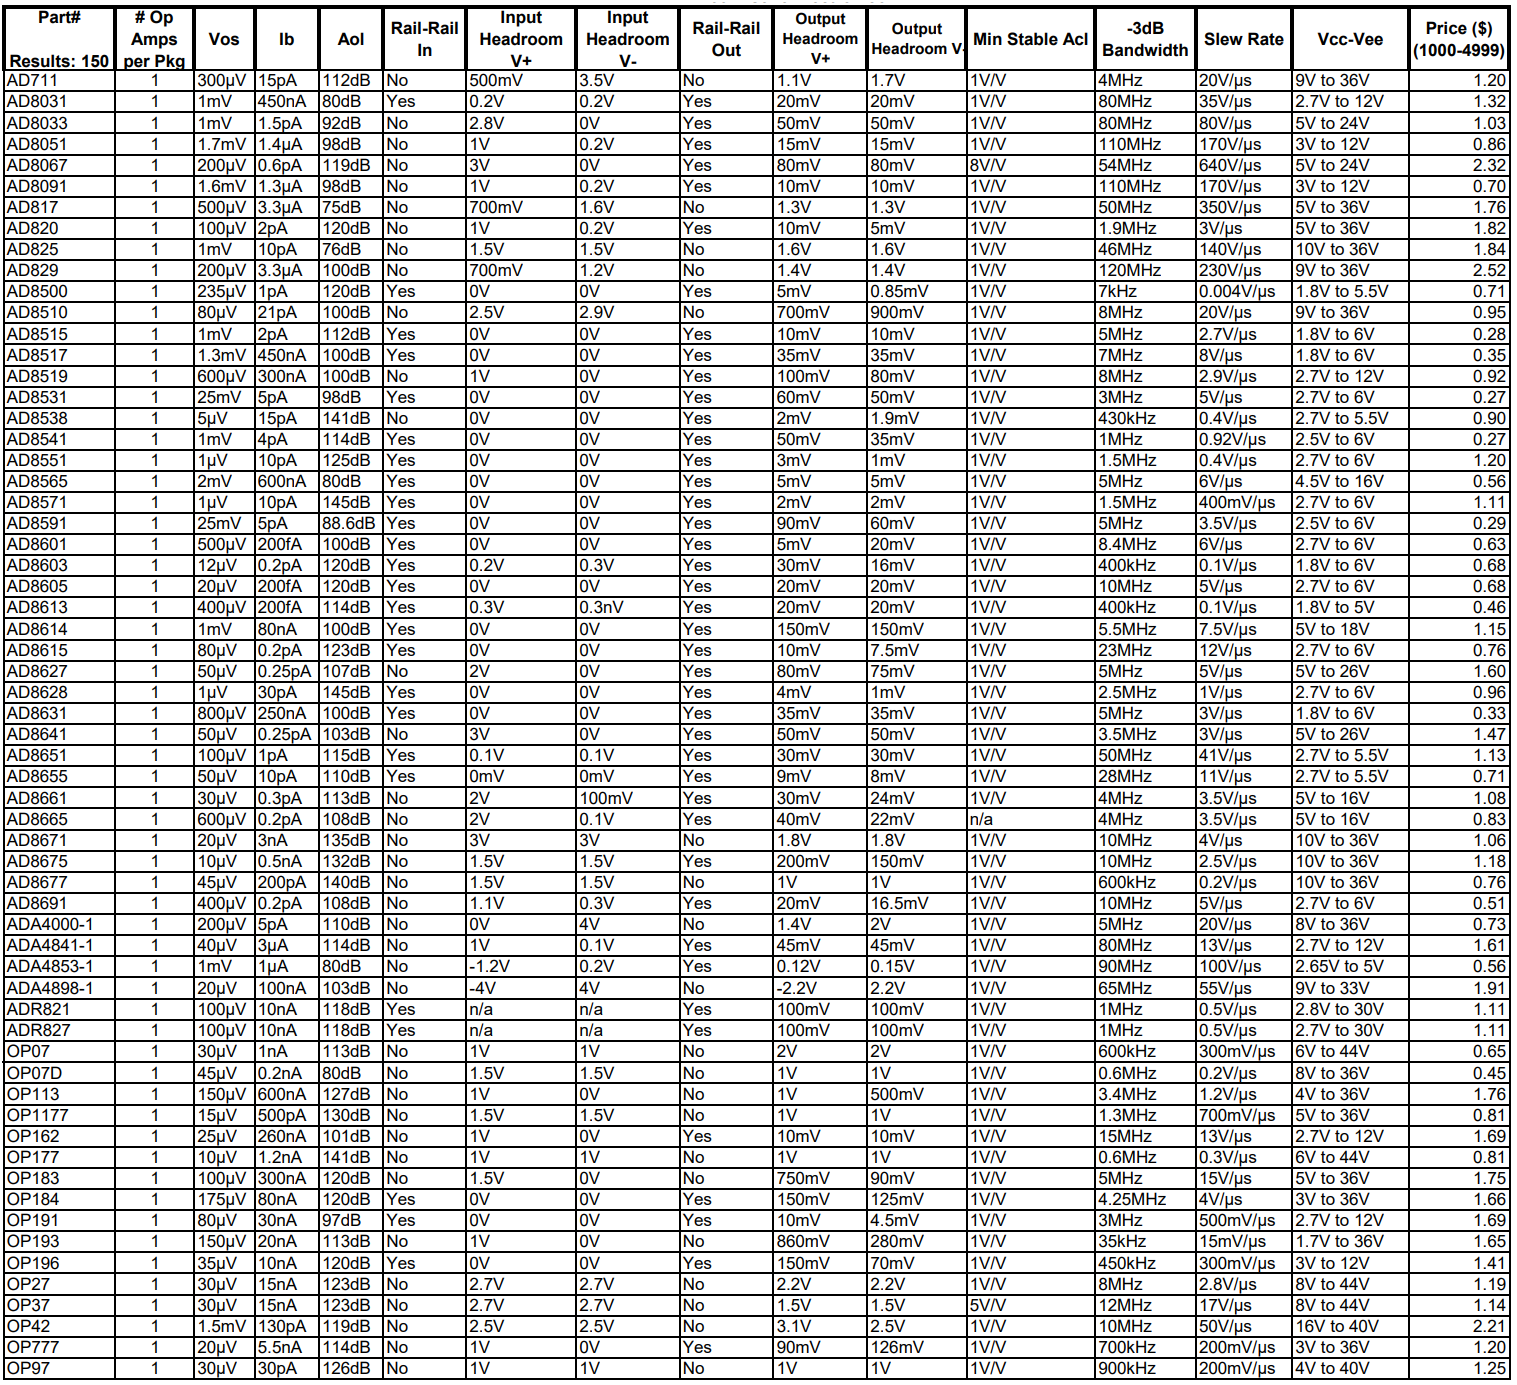 Part# # Op Amps per Pkg Vos Ib Aol Rail-Rail In Input Headroom V+ Input Headroom V- Rail-Rail Out Output Headroom V+ Output Headroom V- Min Stable Acl -3dB Bandwidth Slew Rate Vcc-Vee Price ($) (1000-4999)
Results: 150
AD711 1 300µV 15pA 112dB No 500mV 3.5V No 1.1V 1.7V 1V/V 4MHz 20V/µs 9V to 36V 1.20
AD8031 1 1mV 450nA 80dB Yes 0.2V 0.2V Yes 20mV 20mV 1V/V 80MHz 35V/µs 2.7V to 12V 1.32
AD8033 1 1mV 1.5pA 92dB No 2.8V 0V Yes 50mV 50mV 1V/V 80MHz 80V/µs 5V to 24V 1.03
AD8051 1 1.7mV 1.4µA 98dB No 1V 0.2V Yes 15mV 15mV 1V/V 110MHz 170V/µs 3V to 12V 0.86
AD8067 1 200µV 0.6pA 119dB No 3V 0V Yes 80mV 80mV 8V/V 54MHz 640V/µs 5V to 24V 2.32
AD8091 1 1.6mV 1.3µA 98dB No 1V 0.2V Yes 10mV 10mV 1V/V 110MHz 170V/µs 3V to 12V 0.70
AD817 1 500µV 3.3µA 75dB No 700mV 1.6V No 1.3V 1.3V 1V/V 50MHz 350V/µs 5V to 36V 1.76
AD820 1 100µV 2pA 120dB No 1V 0.2V Yes 10mV 5mV 1V/V 1.9MHz 3V/µs 5V to 36V 1.82
AD825 1 1mV 10pA 76dB No 1.5V 1.5V No 1.6V 1.6V 1V/V 46MHz 140V/µs 10V to 36V 1.84
AD829 1 200µV 3.3µA 100dB No 700mV 1.2V No 1.4V 1.4V 1V/V 120MHz 230V/µs 9V to 36V 2.52
AD8500 1 235µV 1pA 120dB Yes 0V 0V Yes 5mV 0.85mV 1V/V 7kHz 0.004V/µs 1.8V to 5.5V 0.71
AD8510 1 80µV 21pA 100dB No 2.5V 2.9V No 700mV 900mV 1V/V 8MHz 20V/µs 9V to 36V 0.95
AD8515 1 1mV 2pA 112dB Yes 0V 0V Yes 10mV 10mV 1V/V 5MHz 2.7V/µs 1.8V to 6V 0.28
AD8517 1 1.3mV 450nA 100dB Yes 0V 0V Yes 35mV 35mV 1V/V 7MHz 8V/µs 1.8V to 6V 0.35
AD8519 1 600µV 300nA 100dB No 1V 0V Yes 100mV 80mV 1V/V 8MHz 2.9V/µs 2.7V to 12V 0.92
AD8531 1 25mV 5pA 98dB Yes 0V 0V Yes 60mV 50mV 1V/V 3MHz 5V/µs 2.7V to 6V 0.27
AD8538 1 5µV 15pA 141dB No 0V 0V Yes 2mV 1.9mV 1V/V 430kHz 0.4V/µs 2.7V to 5.5V 0.90
AD8541 1 1mV 4pA 114dB Yes 0V 0V Yes 50mV 35mV 1V/V 1MHz 0.92V/µs 2.5V to 6V 0.27
AD8551 1 1µV 10pA 125dB Yes 0V 0V Yes 3mV 1mV 1V/V 1.5MHz 0.4V/µs 2.7V to 6V 1.20
AD8565 1 2mV 600nA 80dB Yes 0V 0V Yes 5mV 5mV 1V/V 5MHz 6V/µs 4.5V to 16V 0.56
AD8571 1 1µV 10pA 145dB Yes 0V 0V Yes 2mV 2mV 1V/V 1.5MHz 400mV/µs 2.7V to 6V 1.11
AD8591 1 25mV 5pA 88.6dB Yes 0V 0V Yes 90mV 60mV 1V/V 5MHz 3.5V/µs 2.5V to 6V 0.29
AD8601 1 500µV 200fA 100dB Yes 0V 0V Yes 5mV 20mV 1V/V 8.4MHz 6V/µs 2.7V to 6V 0.63
AD8603 1 12µV 0.2pA 120dB Yes 0.2V 0.3V Yes 30mV 16mV 1V/V 400kHz 0.1V/µs 1.8V to 6V 0.68
AD8605 1 20µV 200fA 120dB Yes 0V 0V Yes 20mV 20mV 1V/V 10MHz 5V/µs 2.7V to 6V 0.68
AD8613 1 400µV 200fA 114dB Yes 0.3V 0.3nV Yes 20mV 20mV 1V/V 400kHz 0.1V/µs 1.8V to 5V 0.46
AD8614 1 1mV 80nA 100dB Yes 0V 0V Yes 150mV 150mV 1V/V 5.5MHz 7.5V/µs 5V to 18V 1.15
AD8615 1 80µV 0.2pA 123dB Yes 0V 0V Yes 10mV 7.5mV 1V/V 23MHz 12V/µs 2.7V to 6V 0.76
AD8627 1 50µV 0.25pA 107dB No 2V 0V Yes 80mV 75mV 1V/V 5MHz 5V/µs 5V to 26V 1.60
AD8628 1 1µV 30pA 145dB Yes 0V 0V Yes 4mV 1mV 1V/V 2.5MHz 1V/µs 2.7V to 6V 0.96
AD8631 1 800µV 250nA 100dB Yes 0V 0V Yes 35mV 35mV 1V/V 5MHz 3V/µs 1.8V to 6V 0.33
AD8641 1 50µV 0.25pA 103dB No 3V 0V Yes 50mV 50mV 1V/V 3.5MHz 3V/µs 5V to 26V 1.47
AD8651 1 100µV 1pA 115dB Yes 0.1V 0.1V Yes 30mV 30mV 1V/V 50MHz 41V/µs 2.7V to 5.5V 1.13
AD8655 1 50µV 10pA 110dB Yes 0mV 0mV Yes 9mV 8mV 1V/V 28MHz 11V/µs 2.7V to 5.5V 0.71
AD8661 1 30µV 0.3pA 113dB No 2V 100mV Yes 30mV 24mV 1V/V 4MHz 3.5V/µs 5V to 16V 1.08
AD8665 1 600µV 0.2pA 108dB No 2V 0.1V Yes 40mV 22mV n/a 4MHz 3.5V/µs 5V to 16V 0.83
AD8671 1 20µV 3nA 135dB No 3V 3V No 1.8V 1.8V 1V/V 10MHz 4V/µs 10V to 36V 1.06
AD8675 1 10µV 0.5nA 132dB No 1.5V 1.5V Yes 200mV 150mV 1V/V 10MHz 2.5V/µs 10V to 36V 1.18
AD8677 1 45µV 200pA 140dB No 1.5V 1.5V No 1V 1V 1V/V 600kHz 0.2V/µs 10V to 36V 0.76
AD8691 1 400µV 0.2pA 108dB No 1.1V 0.3V Yes 20mV 16.5mV 1V/V 10MHz 5V/µs 2.7V to 6V 0.51
ADA4000-1 1 200µV 5pA 110dB No 0V 4V No 1.4V 2V 1V/V 5MHz 20V/µs 8V to 36V 0.73
ADA4841-1 1 40µV 3µA 114dB No 1V 0.1V Yes 45mV 45mV 1V/V 80MHz 13V/µs 2.7V to 12V 1.61
ADA4853-1 1 1mV 1µA 80dB No -1.2V 0.2V Yes 0.12V 0.15V 1V/V 90MHz 100V/µs 2.65V to 5V 0.56
ADA4898-1 1 20µV 100nA 103dB No -4V 4V No -2.2V 2.2V 1V/V 65MHz 55V/µs 9V to 33V 1.91
ADR821 1 100µV 10nA 118dB Yes n/a n/a Yes 100mV 100mV 1V/V 1MHz 0.5V/µs 2.8V to 30V 1.11
ADR827 1 100µV 10nA 118dB Yes n/a n/a Yes 100mV 100mV 1V/V 1MHz 0.5V/µs 2.7V to 30V 1.11
OP07 1 30µV 1nA 113dB No 1V 1V No 2V 2V 1V/V 600kHz 300mV/µs 6V to 44V 0.65
OP07D 1 45µV 0.2nA 80dB No 1.5V 1.5V No 1V 1V 1V/V 0.6MHz 0.2V/µs 8V to 36V 0.45
OP113 1 150µV 600nA 127dB No 1V 0V No 1V 500mV 1V/V 3.4MHz 1.2V/µs 4V to 36V 1.76
OP1177 1 15µV 500pA 130dB No 1.5V 1.5V No 1V 1V 1V/V 1.3MHz 700mV/µs 5V to 36V 0.81
OP162 1 25µV 260nA 101dB No 1V 0V Yes 10mV 10mV 1V/V 15MHz 13V/µs 2.7V to 12V 1.69
OP177 1 10µV 1.2nA 141dB No 1V 1V No 1V 1V 1V/V 0.6MHz 0.3V/µs 6V to 44V 0.81
OP183 1 100µV 300nA 120dB No 1.5V 0V No 750mV 90mV 1V/V 5MHz 15V/µs 5V to 36V 1.75
OP184 1 175µV 80nA 120dB Yes 0V 0V Yes 150mV 125mV 1V/V 4.25MHz 4V/µs 3V to 36V 1.66
OP191 1 80µV 30nA 97dB Yes 0V 0V Yes 10mV 4.5mV 1V/V 3MHz 500mV/µs 2.7V to 12V 1.69
OP193 1 150µV 20nA 113dB No 1V 0V No 860mV 280mV 1V/V 35kHz 15mV/µs 1.7V to 36V 1.65
OP196 1 35µV 10nA 120dB Yes 0V 0V Yes 150mV 70mV 1V/V 450kHz 300mV/µs 3V to 12V 1.41
OP27 1 30µV 15nA 123dB No 2.7V 2.7V No 2.2V 2.2V 1V/V 8MHz 2.8V/µs 8V to 44V 1.19
OP37 1 30µV 15nA 123dB No 2.7V 2.7V No 1.5V 1.5V 5V/V 12MHz 17V/µs 8V to 44V 1.14
OP42 1 1.5mV 130pA 119dB No 2.5V 2.5V No 3.1V 2.5V 1V/V 10MHz 50V/µs 16V to 40V 2.21
OP777 1 20µV 5.5nA 114dB No 1V 0V Yes 90mV 126mV 1V/V 700kHz 200mV/µs 3V to 36V 1.20
OP97 1 30µV 30pA 126dB No 1V 1V No 1V 1V 1V/V 900kHz 200mV/µs 4V to 40V 1.25